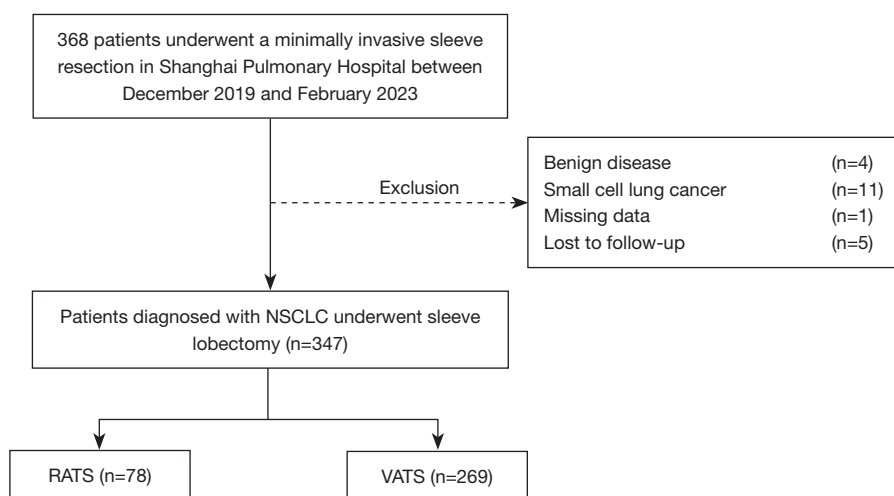 368 patients underwent a minimally invasive sleeve
resection in Shanghai Pulmonary Hospital between
December 2019 and February 2023
Exclusion
Benign disease (n=4)
Small cell lung cancer (n=11)
Missing data (n=1)
Lost to follow-up (n=5)
Patients diagnosed with NSCLC underwent sleeve
lobectomy (n=347)
RATS (n=78)
VATS (n=269)